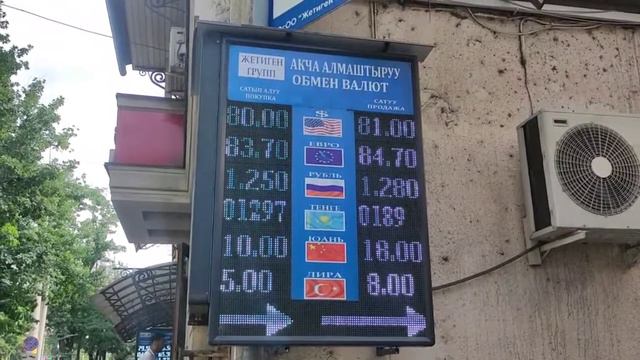 ОО "Жетиген
ЖЕТИГЕН
ГРУПП
АКЧА АЛМАШТЫРУУ
ОБМЕН ВАЛЮТ
САТЫП АЛУУ
ПОКУПКА
САТУУ
ПРОДАЖА
80.00 $ 81.00
ЕВРО
83.70 84.70
РУБЛЬ
1.250 1.280
ТЕНГЕ
01297 0189
ЮАНЬ
10.00 18.00
ЛИРА
5.00 8.00